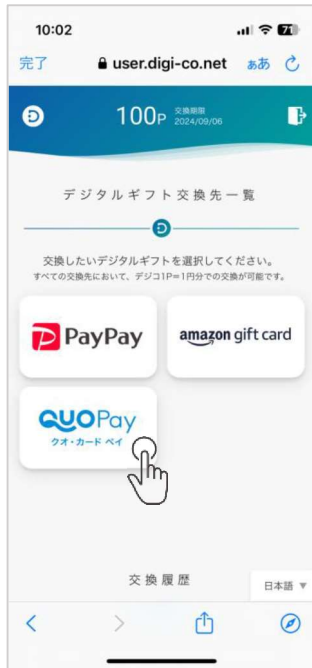 10:02
71
完了 user.digi-co.net ぁあ
100P 交換期限
2024/09/06
デジタルギフト交換先一覧
交換したいデジタルギフトを選択してください。
すべての交換先において、デジコ1P=1円分での交換が可能です。
PayPay
amazon gift card
QUOPay
クオ・カード ペイ
交換履歴
日本語 ▼